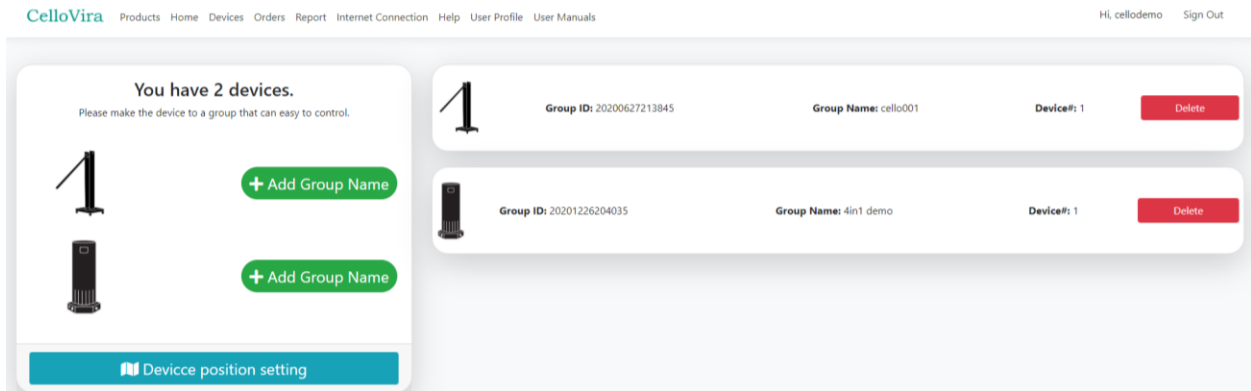 CelloVira Products Home Devices Orders Report Internet Connection Help User Profile User Manuals Hi, cellodemo Sign Out
You have 2 devices.
Please make the device to a group that can easy to control.
+ Add Group Name
+ Add Group Name
Devicce position setting
Group ID: 20200627213845 Group Name: cello001 Device#: 1 Delete
Group ID: 20201226204035 Group Name: 4in1 demo Device#: 1 Delete